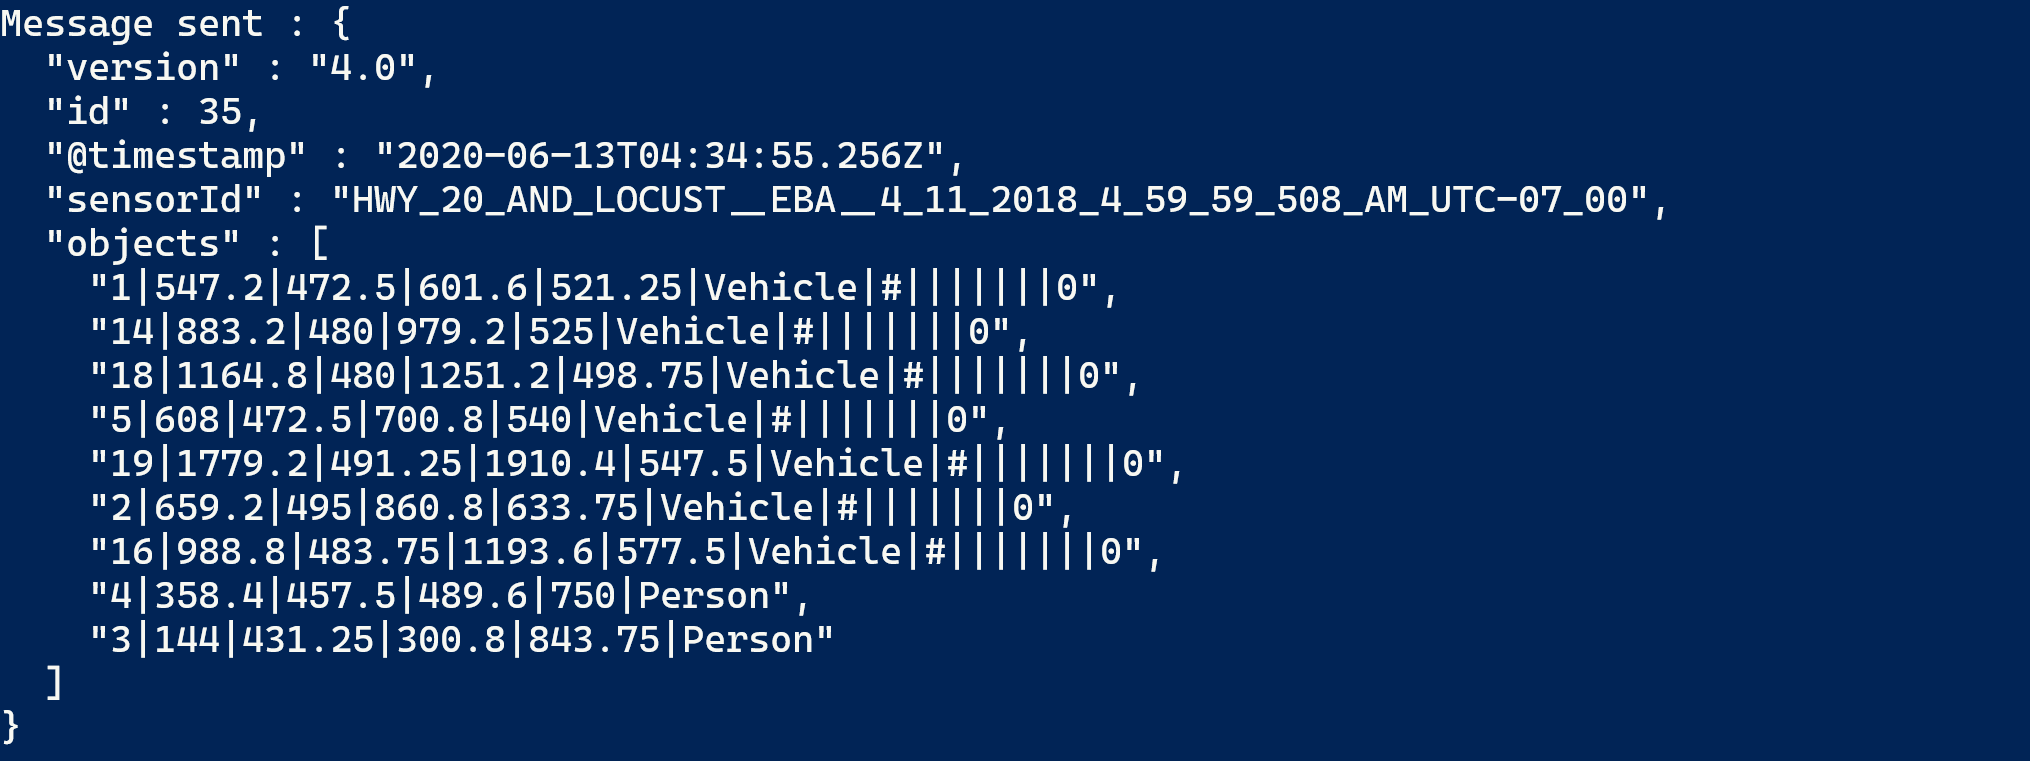 Message sent : {
  "version" : "4.0",
  "id" : 35,
  "@timestamp" : "2020-06-13T04:34:55.256Z",
  "sensorId" : "HWY_20_AND_LOCUST__EBA__4_11_2018_4_59_59_508_AM_UTC-07_00",
  "objects" : [
    "1|547.2|472.5|601.6|521.25|Vehicle|#|||||||0",
    "14|883.2|480|979.2|525|Vehicle|#|||||||0",
    "18|1164.8|480|1251.2|498.75|Vehicle|#|||||||0",
    "5|608|472.5|700.8|540|Vehicle|#|||||||0",
    "19|1779.2|491.25|1910.4|547.5|Vehicle|#|||||||0",
    "2|659.2|495|860.8|633.75|Vehicle|#|||||||0",
    "16|988.8|483.75|1193.6|577.5|Vehicle|#|||||||0",
    "4|358.4|457.5|489.6|750|Person",
    "3|144|431.25|300.8|843.75|Person"
  ]
}